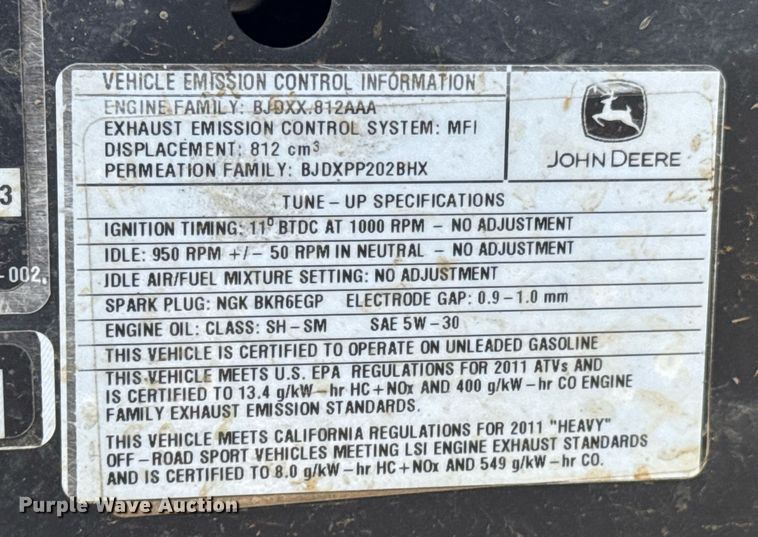 VEHICLE EMISSION CONTROL INFORMATION
ENGINE FAMILY: BJDXX.812AAA
EXHAUST EMISSION CONTROL SYSTEM: MFI
DISPLACEMENT: 812 cm³
PERMEATION FAMILY: BJDXPP202BHX
JOHN DEERE
TUNE-UP SPECIFICATIONS
IGNITION TIMING: 11° BTDC AT 1000 RPM - NO ADJUSTMENT
IDLE: 950 RPM +/- 50 RPM IN NEUTRAL - NO ADJUSTMENT
IDLE AIR/FUEL MIXTURE SETTING: NO ADJUSTMENT
SPARK PLUG: NGK BKR6EGP ELECTRODE GAP: 0.9-1.0 mm
ENGINE OIL: CLASS: SH-SM SAE 5W-30
THIS VEHICLE IS CERTIFIED TO OPERATE ON UNLEADED GASOLINE
THIS VEHICLE MEETS U.S. EPA REGULATIONS FOR 2011 ATVs AND
IS CERTIFIED TO 13.4 g/kW-hr HC+NOx AND 400 g/kW-hr CO ENGINE
FAMILY EXHAUST EMISSION STANDARDS.
THIS VEHICLE MEETS CALIFORNIA REGULATIONS FOR 2011 "HEAVY"
OFF-ROAD SPORT VEHICLES MEETING LSI ENGINE EXHAUST STANDARDS
AND IS CERTIFIED TO 8.0 g/kW-hr HC+NOx AND 549 g/kW-hr CO.
3
-002.
Purple Wave Auction